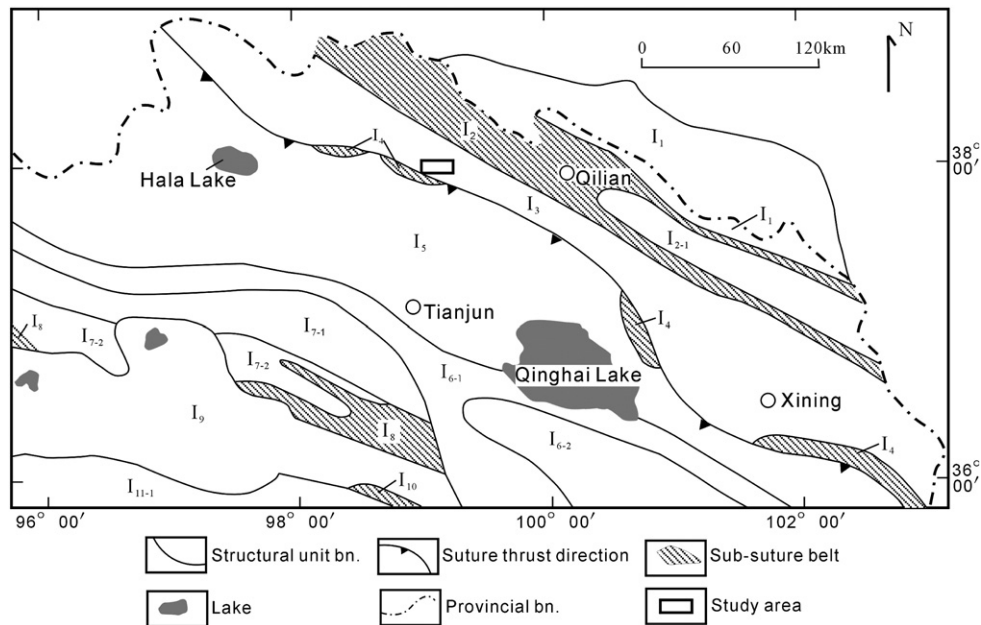 N
0 60 120km
I₁
I₂
I₄
38° 00′
Hala Lake
Qilian
I₃
I₁
I₅
I₂₋₁
Tianjun
I₈
I₇₋₂
I₇₋₁
I₄
I₇₋₂
I₆₋₁
Qinghai Lake
Xining
I₉
I₈
I₆₋₂
I₄
I₁₁₋₁
I₁₀
36° 00′
96° 00′ 98° 00′ 100° 00′ 102° 00′
Structural unit bn. Suture thrust direction Sub-suture belt
Lake Provincial bn. Study area